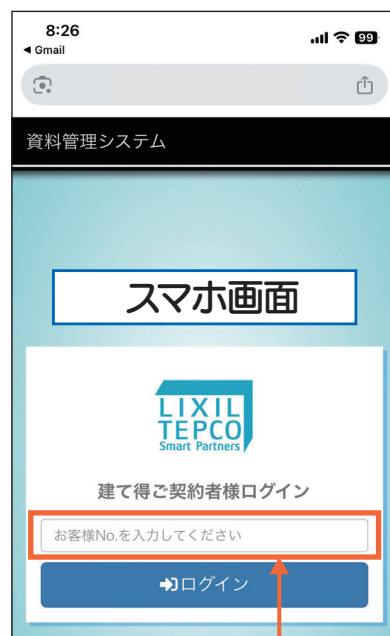 8:26
99
◀ Gmail
資料管理システム
スマホ画面
LIXIL
TEPCO
Smart Partners
建て得ご契約者様ログイン
お客様No.を入力してください
ログイン